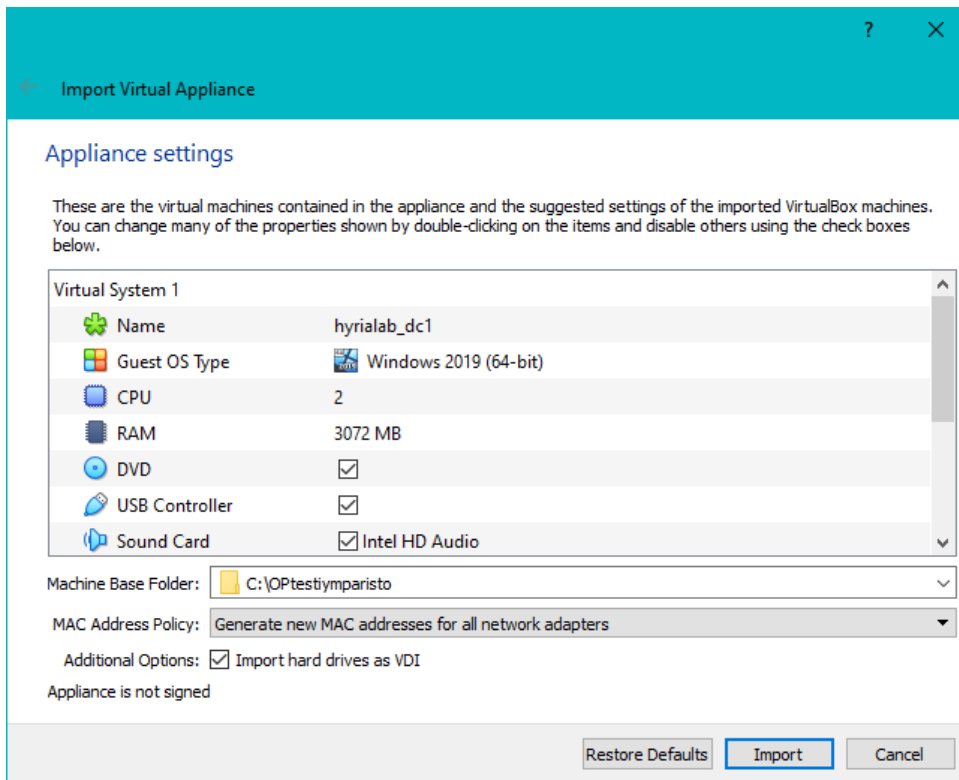 ?
Import Virtual Appliance
Appliance settings
These are the virtual machines contained in the appliance and the suggested settings of the imported VirtualBox machines.
You can change many of the properties shown by double-clicking on the items and disable others using the check boxes
below.
Virtual System 1
Name hyrialab_dc1
Guest OS Type Windows 2019 (64-bit)
CPU 2
RAM 3072 MB
DVD
USB Controller
Sound Card Intel HD Audio
Machine Base Folder: C:\OPtestiymparisto
MAC Address Policy: Generate new MAC addresses for all network adapters
Additional Options: Import hard drives as VDI
Appliance is not signed
Restore Defaults Import Cancel